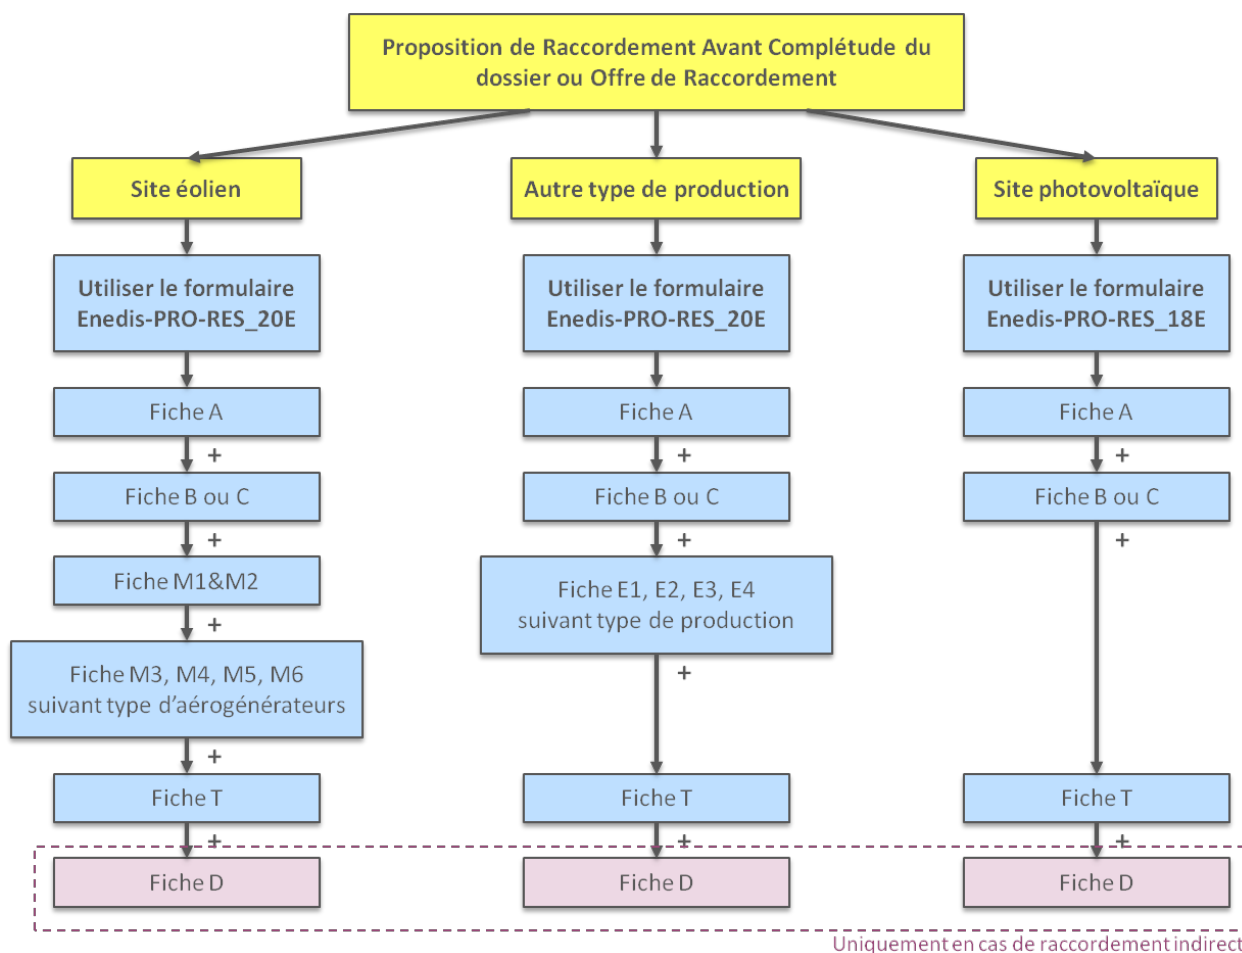 Proposition de Raccordement Avant Complétude du
dossier ou Offre de Raccordement
Site éolien
Autre type de production
Site photovoltaïque
Utiliser le formulaire
Enedis-PRO-RES_20E
Utiliser le formulaire
Enedis-PRO-RES_20E
Utiliser le formulaire
Enedis-PRO-RES_18E
Fiche A
Fiche A
Fiche A
+
+
+
Fiche B ou C
Fiche B ou C
Fiche B ou C
+
+
+
Fiche M1&M2
Fiche E1, E2, E3, E4
suivant type de production
+
Fiche M3, M4, M5, M6
suivant type d'aérogénérateurs
+
+
Fiche T
Fiche T
Fiche T
+
+
+
Fiche D
Fiche D
Fiche D
Uniquement en cas de raccordement indirect